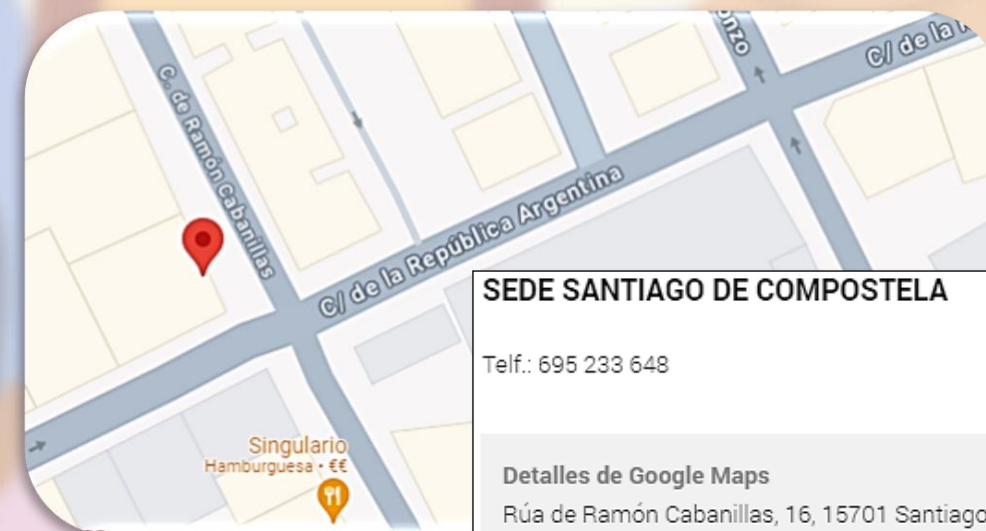 C. de Ramón Cabanillas
C/ de la República Argentina
C/ de la
Singulario
Hamburguesa • €€
SEDE SANTIAGO DE COMPOSTELA
Telf.: 695 233 648
Detalles de Google Maps
Rúa de Ramón Cabanillas, 16, 15701 Santiago